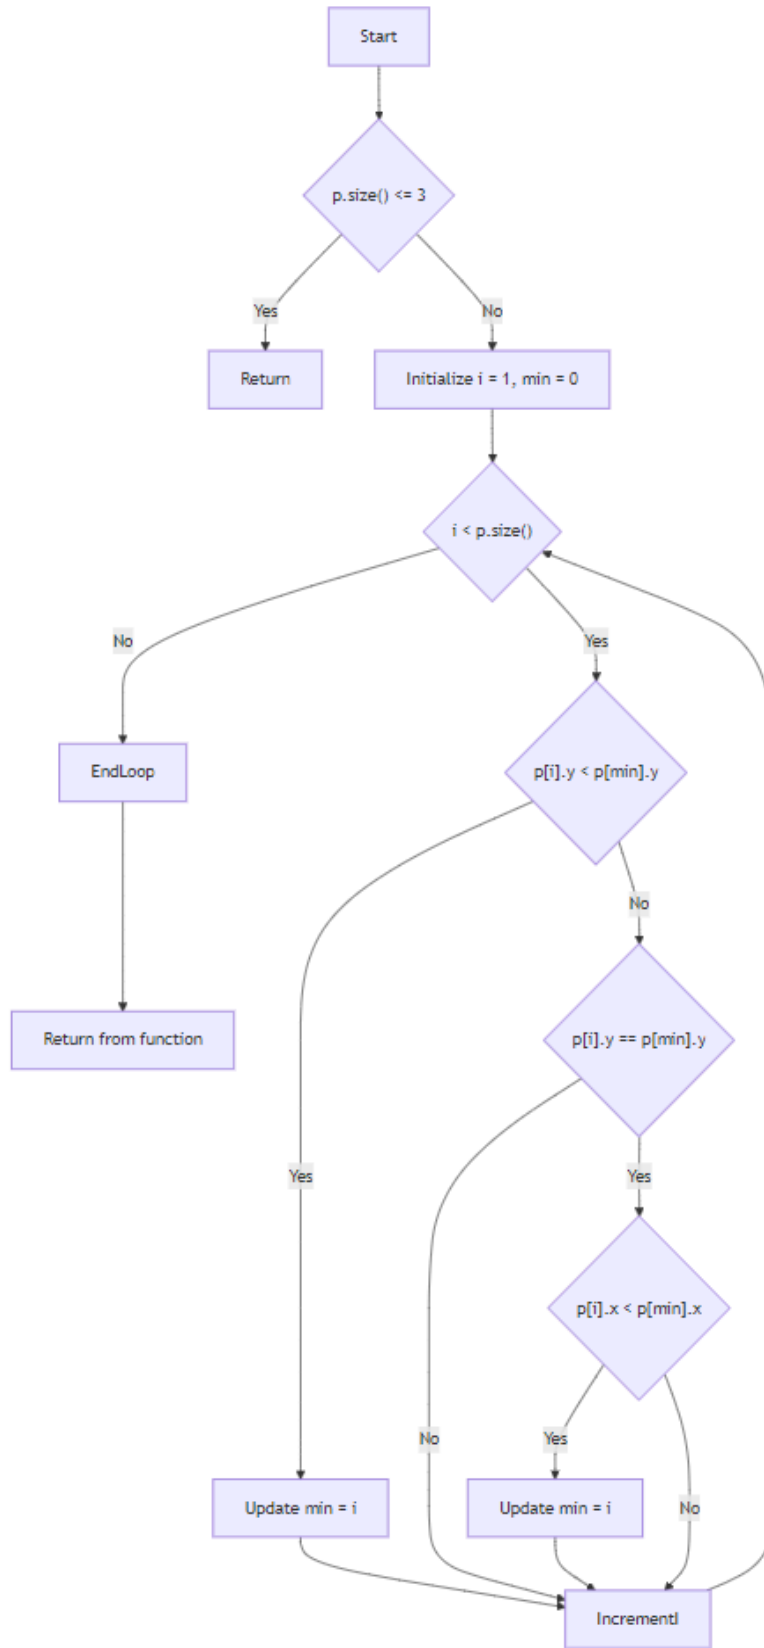 Start
p.size() <= 3
Yes
No
Return
Initialize i = 1, min = 0
i < p.size()
No
Yes
EndLoop
p[i].y < p[min].y
No
Return from function
p[i].y == p[min].y
Yes
Yes
p[i].x < p[min].x
No
Yes
No
Update min = i
Update min = i
IncrementI